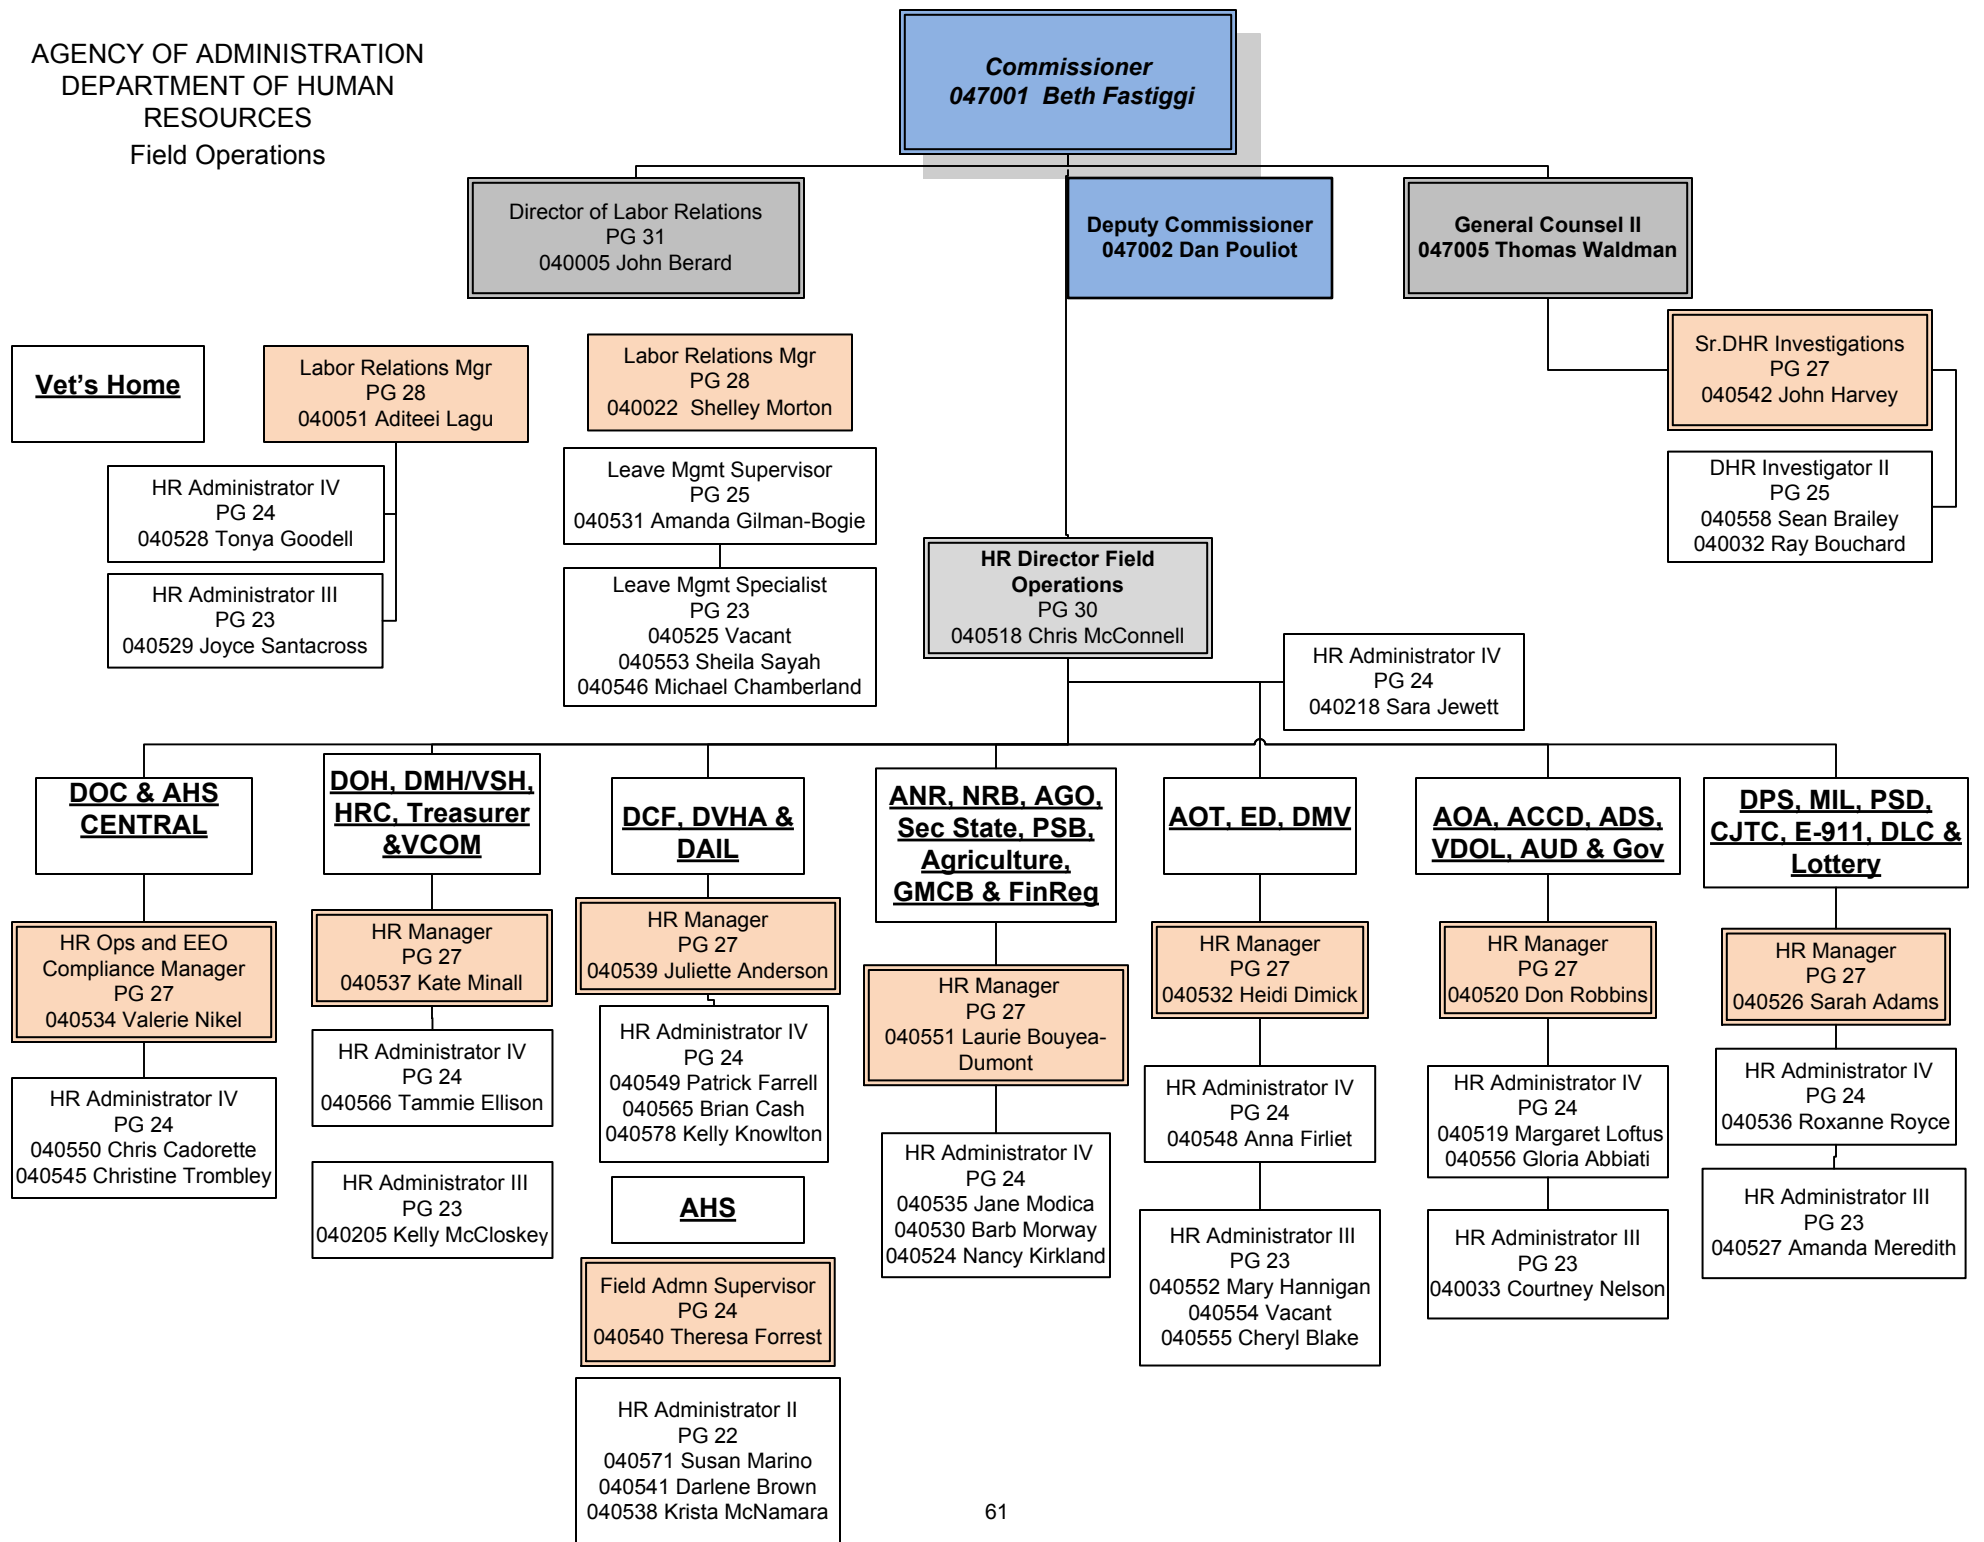 AGENCY OF ADMINISTRATION
DEPARTMENT OF HUMAN
RESOURCES
Field Operations
Commissioner
047001 Beth Fastiggi
Director of Labor Relations
PG 31
040005 John Berard
Deputy Commissioner
047002 Dan Pouliot
General Counsel II
047005 Thomas Waldman
Vet's Home
Labor Relations Mgr
PG 28
040051 Aditeei Lagu
Labor Relations Mgr
PG 28
040022 Shelley Morton
Sr.DHR Investigations
PG 27
040542 John Harvey
HR Administrator IV
PG 24
040528 Tonya Goodell
Leave Mgmt Supervisor
PG 25
040531 Amanda Gilman-Bogie
DHR Investigator II
PG 25
040558 Sean Brailey
040032 Ray Bouchard
HR Administrator III
PG 23
040529 Joyce Santacross
Leave Mgmt Specialist
PG 23
040525 Vacant
040553 Sheila Sayah
040546 Michael Chamberland
HR Director Field
Operations
PG 30
040518 Chris McConnell
HR Administrator IV
PG 24
040218 Sara Jewett
DOC & AHS
CENTRAL
HR Ops and EEO
Compliance Manager
PG 27
040534 Valerie Nikel
HR Administrator IV
PG 24
040550 Chris Cadorette
040545 Christine Trombley
DOH, DMH/VSH,
HRC, Treasurer
&VCOM
HR Manager
PG 27
040537 Kate Minall
HR Administrator IV
PG 24
040566 Tammie Ellison
HR Administrator III
PG 23
040205 Kelly McCloskey
DCF, DVHA &
DAIL
HR Manager
PG 27
040539 Juliette Anderson
HR Administrator IV
PG 24
040549 Patrick Farrell
040565 Brian Cash
040578 Kelly Knowlton
AHS
Field Admn Supervisor
PG 24
040540 Theresa Forrest
HR Administrator II
PG 22
040571 Susan Marino
040541 Darlene Brown
040538 Krista McNamara
ANR, NRB, AGO,
Sec State, PSB,
Agriculture,
GMCB & FinReg
HR Manager
PG 27
040551 Laurie Bouyea-
Dumont
HR Administrator IV
PG 24
040535 Jane Modica
040530 Barb Morway
040524 Nancy Kirkland
AOT, ED, DMV
HR Manager
PG 27
040532 Heidi Dimick
HR Administrator IV
PG 24
040548 Anna Firliet
HR Administrator III
PG 23
040552 Mary Hannigan
040554 Vacant
040555 Cheryl Blake
AOA, ACCD, ADS,
VDOL, AUD & Gov
HR Manager
PG 27
040520 Don Robbins
HR Administrator IV
PG 24
040519 Margaret Loftus
040556 Gloria Abbiati
HR Administrator III
PG 23
040033 Courtney Nelson
DPS, MIL, PSD,
CJTC, E-911, DLC &
Lottery
HR Manager
PG 27
040526 Sarah Adams
HR Administrator IV
PG 24
040536 Roxanne Royce
HR Administrator III
PG 23
040527 Amanda Meredith
61